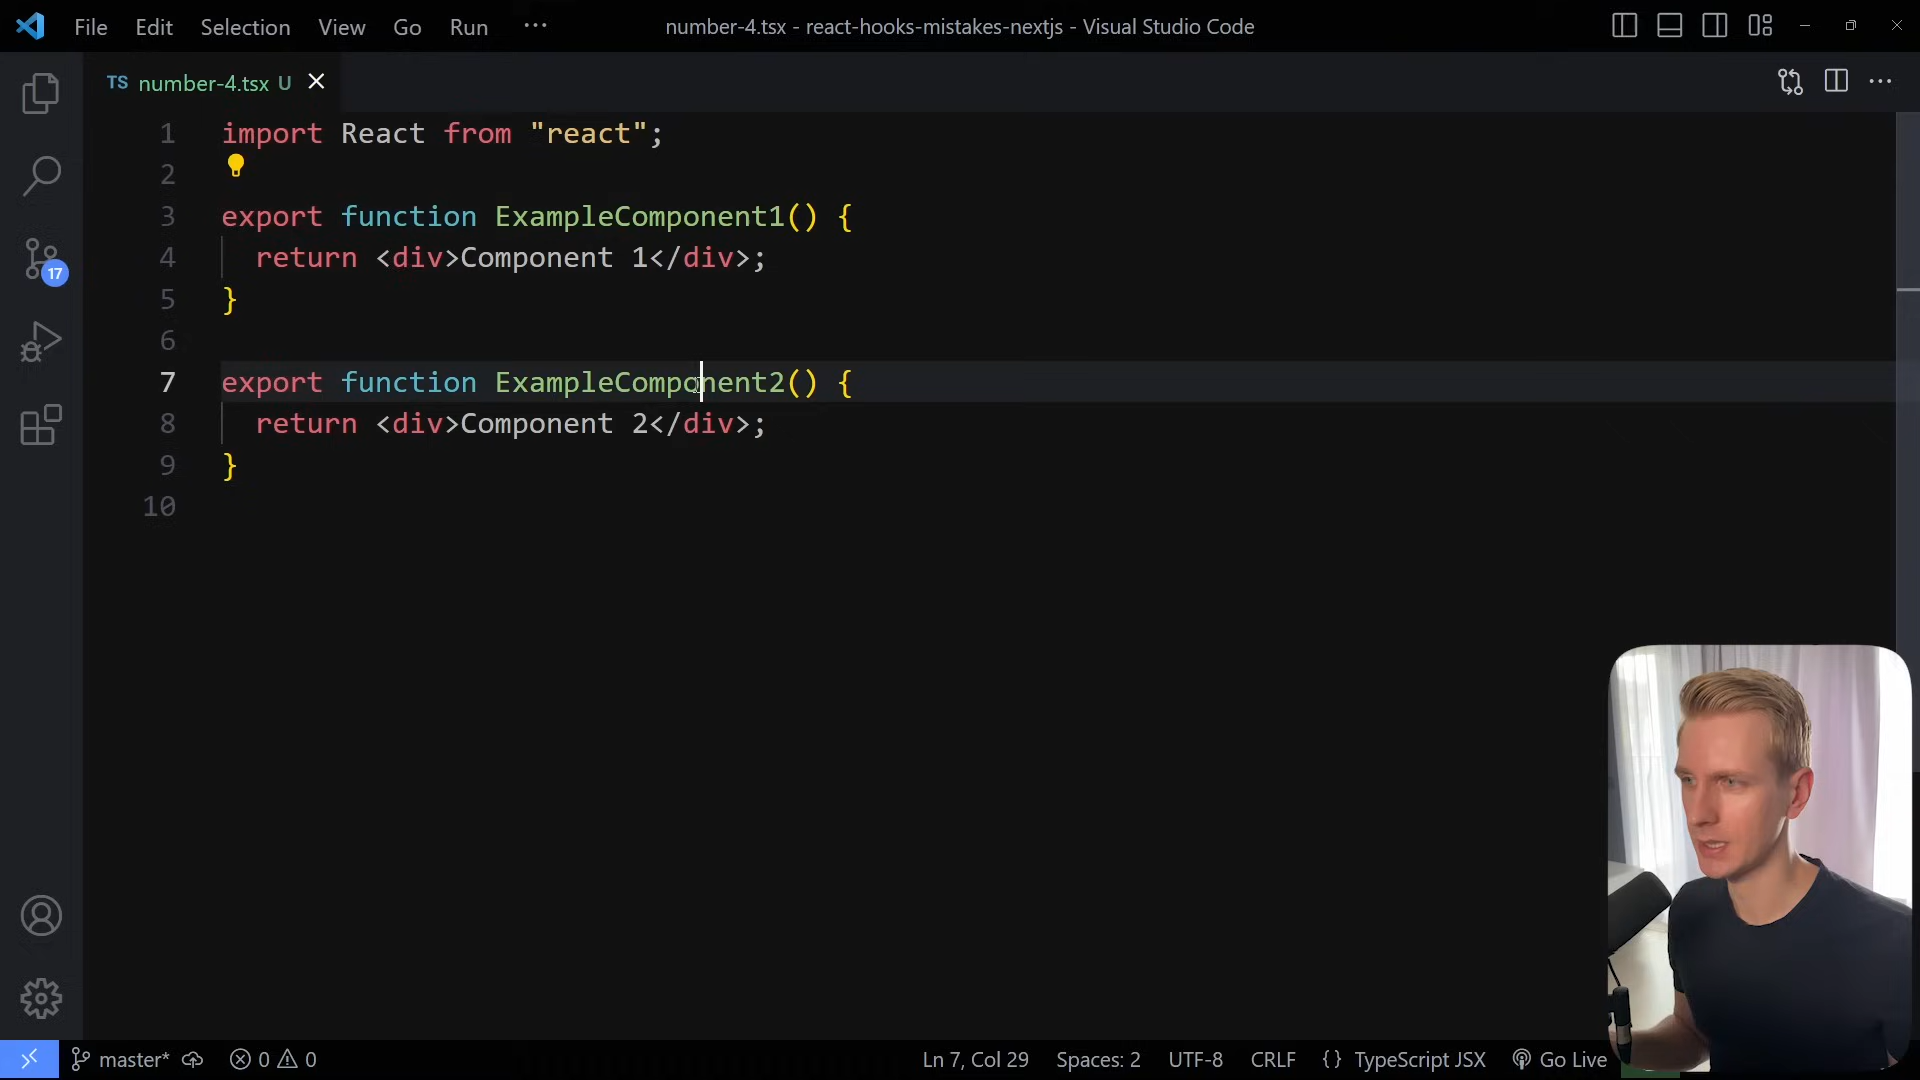 File Edit Selection View Go Run ··· number-4.tsx - react-hooks-mistakes-nextjs - Visual Studio Code
TS number-4.tsx U
1 import React from "react";
2
3 export function ExampleComponent1() {
4 return <div>Component 1</div>;
5 }
6
7 export function ExampleComponent2() {
8 return <div>Component 2</div>;
9 }
10
17
master* 0 0 Ln 7, Col 29 Spaces: 2 UTF-8 CRLF {} TypeScript JSX Go Live